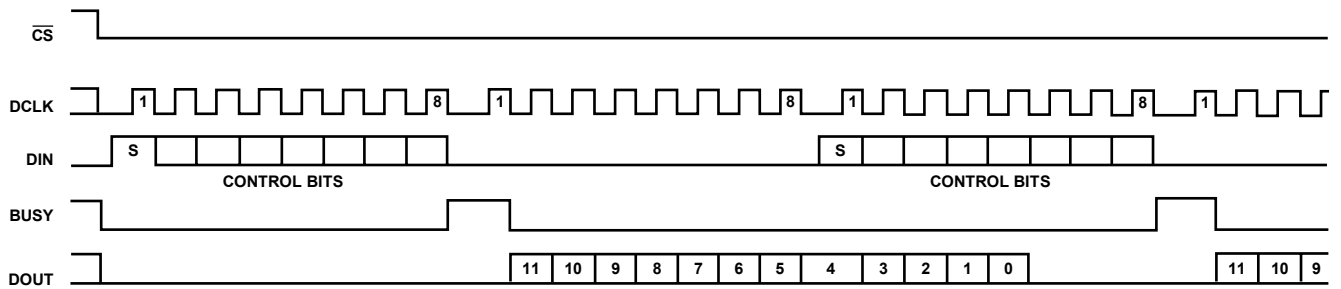 CS
DCLK 1 8 1 8 1 8 1
DIN S S
CONTROL BITS CONTROL BITS
BUSY
DOUT 11 10 9 8 7 6 5 4 3 2 1 0 11 10 9